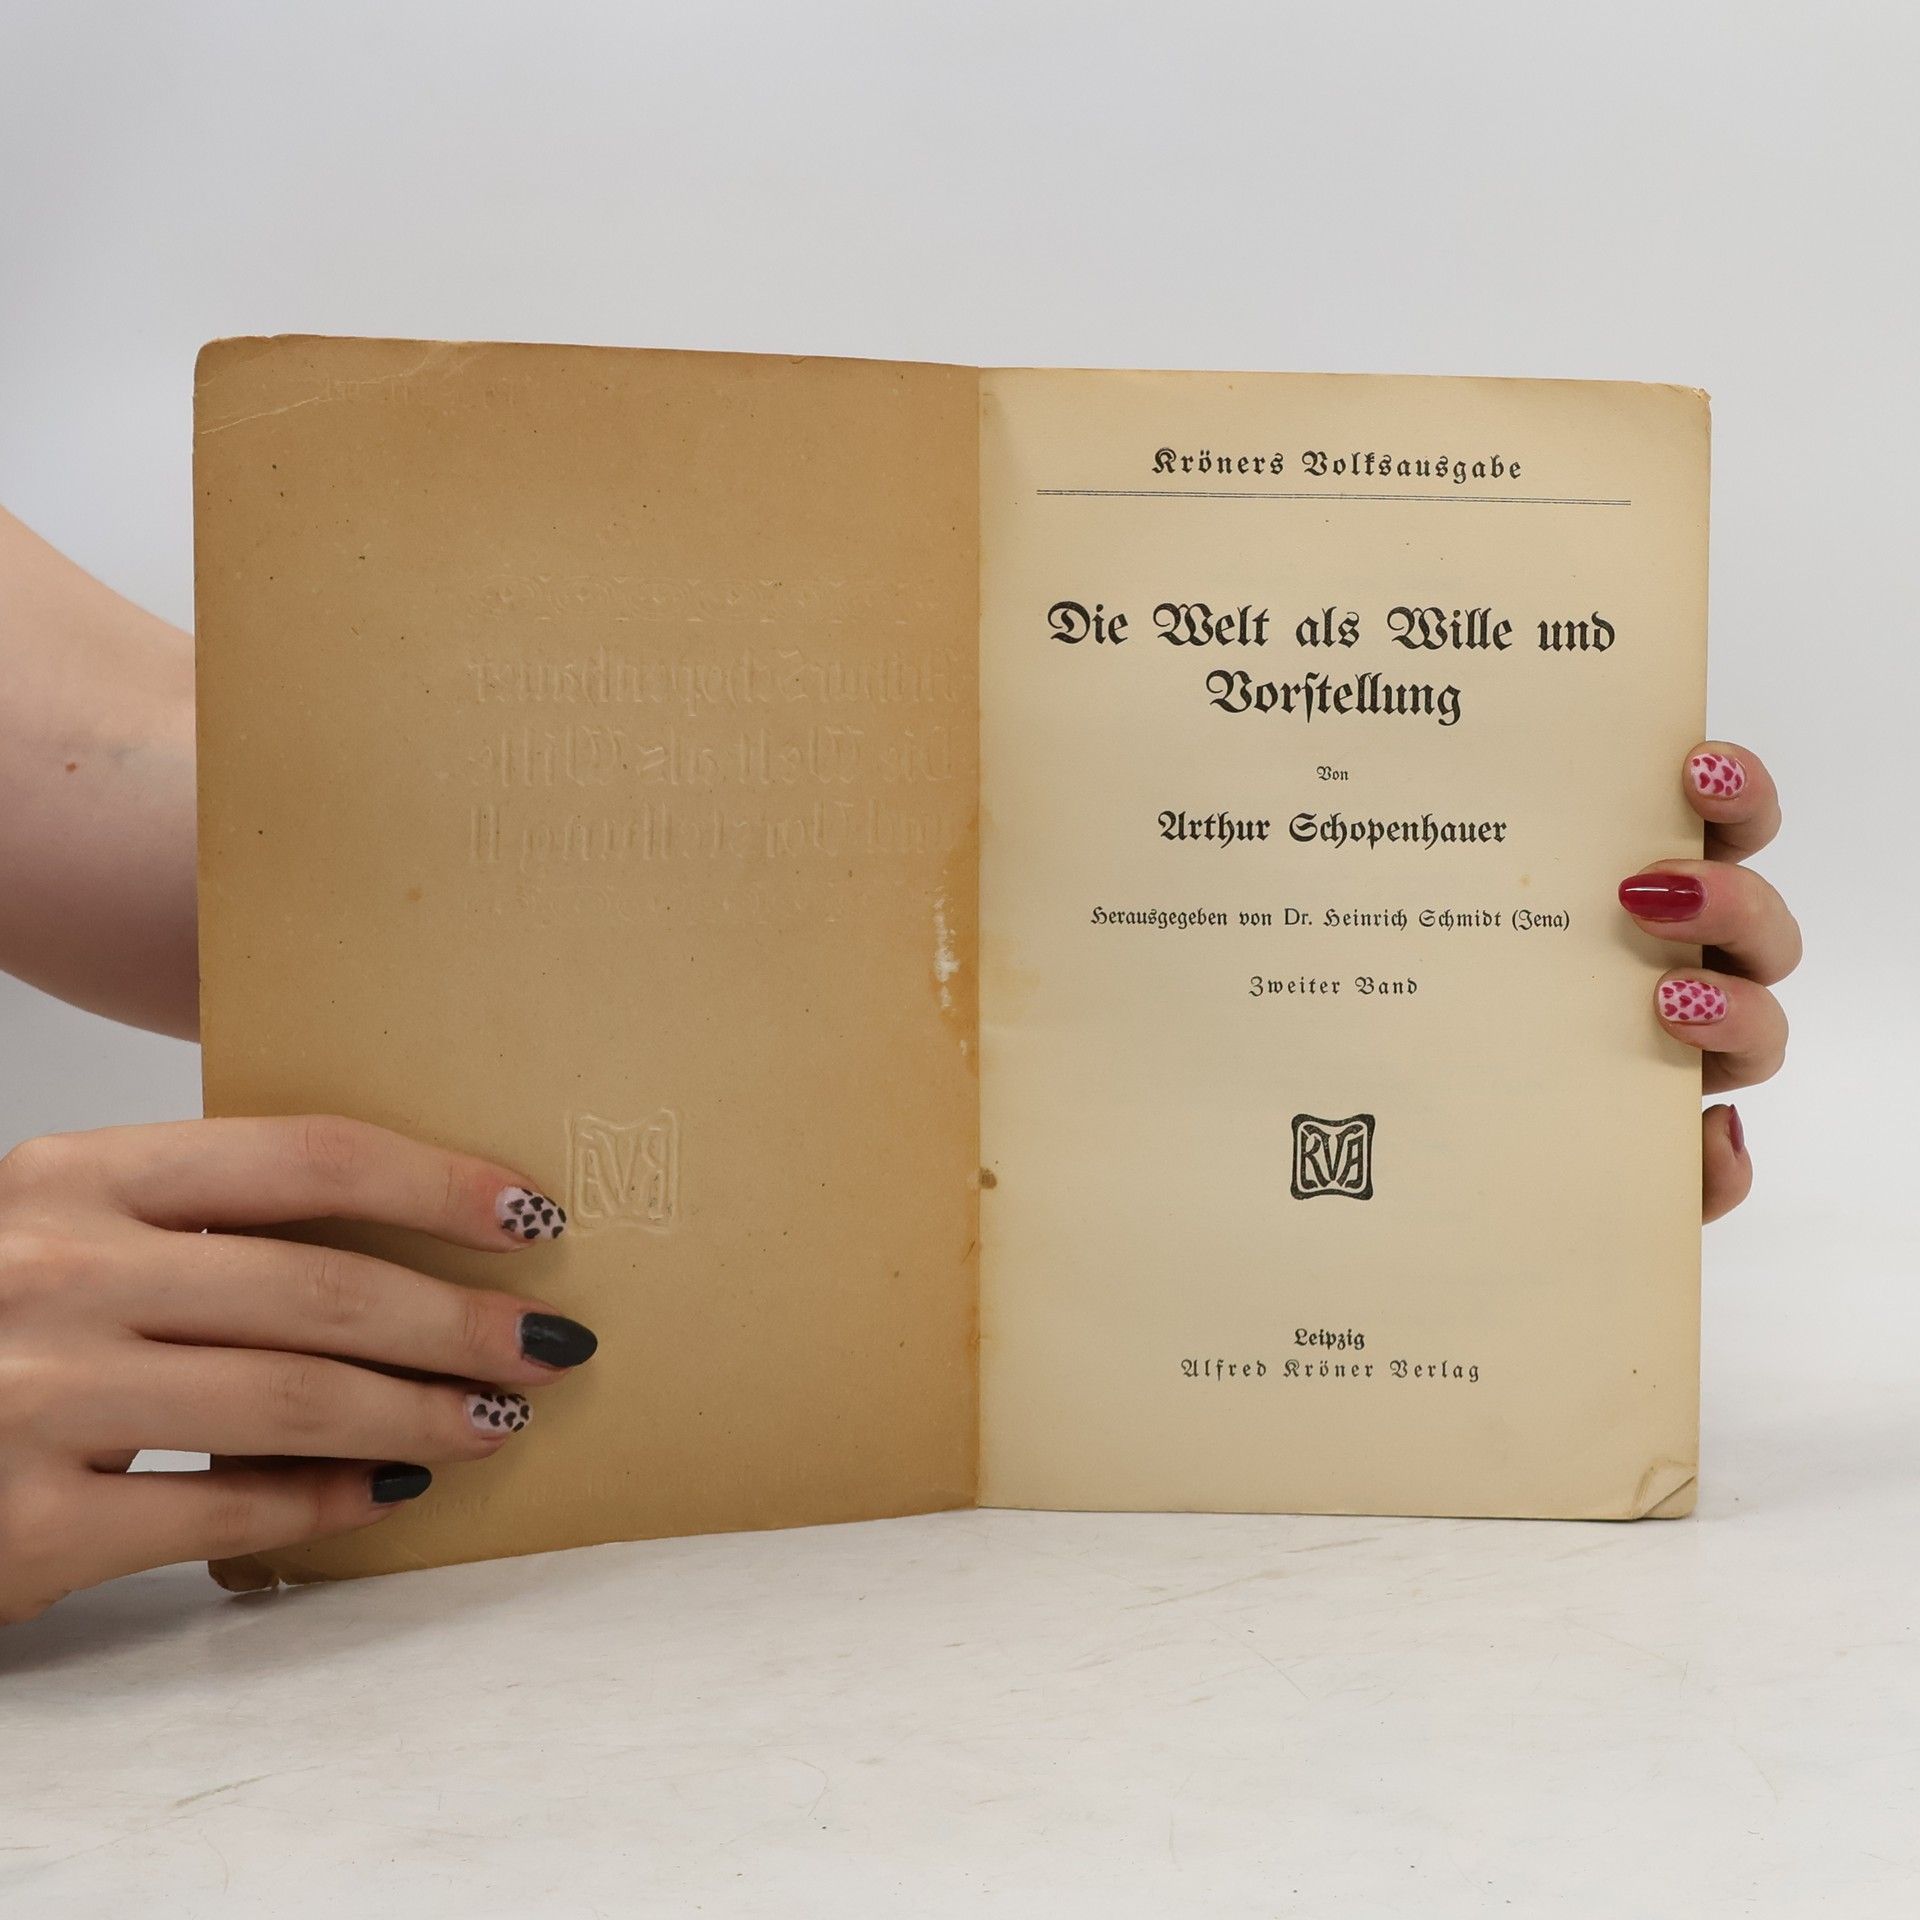 Kröners Volksausgabe
Die Welt als Wille und
Vorſtellung
Von
Arthur Schopenhauer
Herausgegeben von Dr. Heinrich Schmidt (Jena)
Zweiter Band
KVA
Leipzig
Alfred Kröner Verlag